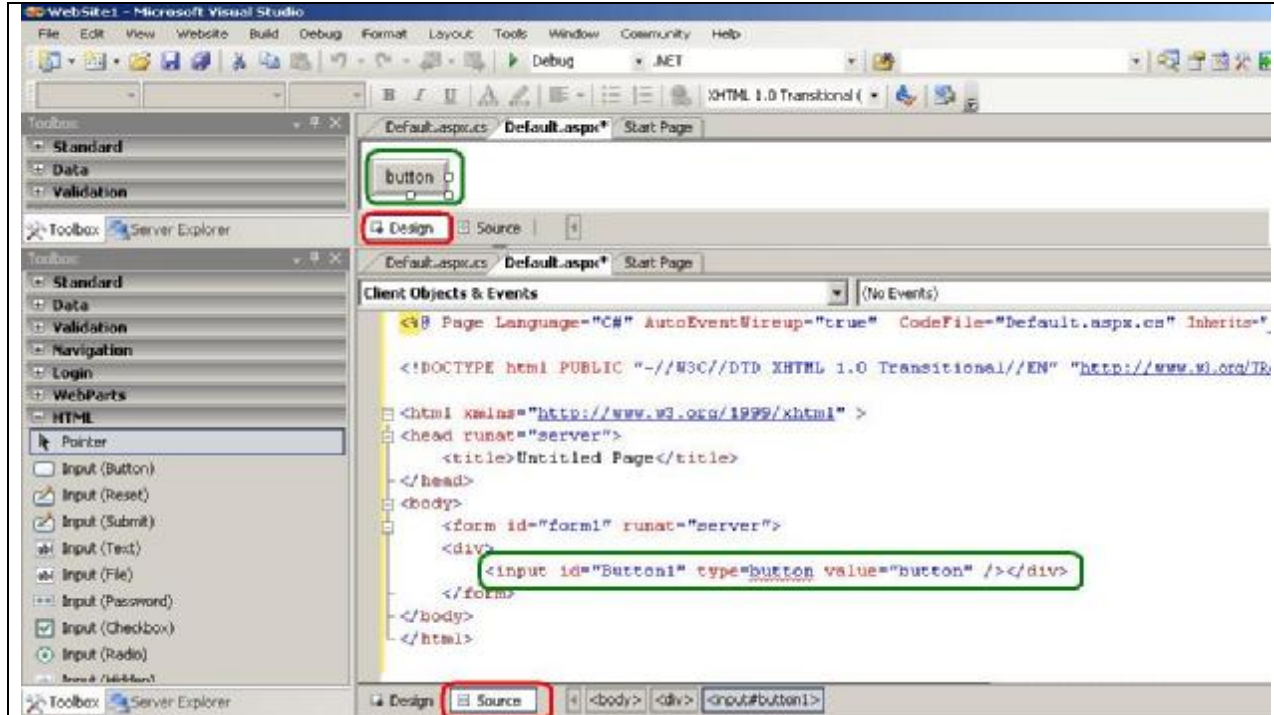 WebSite1 - Microsoft Visual Studio
File Edit View Website Build Debug Format Layout Tools Window Community Help
Debug .NET
B I U A XHTML 1.0 Transitional (
Toolbox
Default.aspx.cs Default.aspx* Start Page
Standard
Data
Validation
button
Toolbox Server Explorer
Design Source
Toolbox
Default.aspx.cs Default.aspx* Start Page
Standard
Data
Validation
Navigation
Login
WebParts
HTML
Pointer
Input (Button)
Input (Reset)
Input (Submit)
Input (Text)
Input (File)
Input (Password)
Input (Checkbox)
Input (Radio)
Input (Hidden)
Toolbox Server Explorer
Client Objects & Events (No Events)
<%@ Page Language="C#" AutoEventWireup="true" CodeFile="Default.aspx.cs" Inherits="_
<!DOCTYPE html PUBLIC "-//W3C//DTD XHTML 1.0 Transitional//EN" "http://www.w3.org/TR
<html xmlns="http://www.w3.org/1999/xhtml" >
<head runat="server">
<title>Untitled Page</title>
</head>
<body>
<form id="form1" runat="server">
<div>
<input id="Button1" type=button value="button" /></div>
</form>
</body>
</html>
Design Source <body> <div> <input#button1>